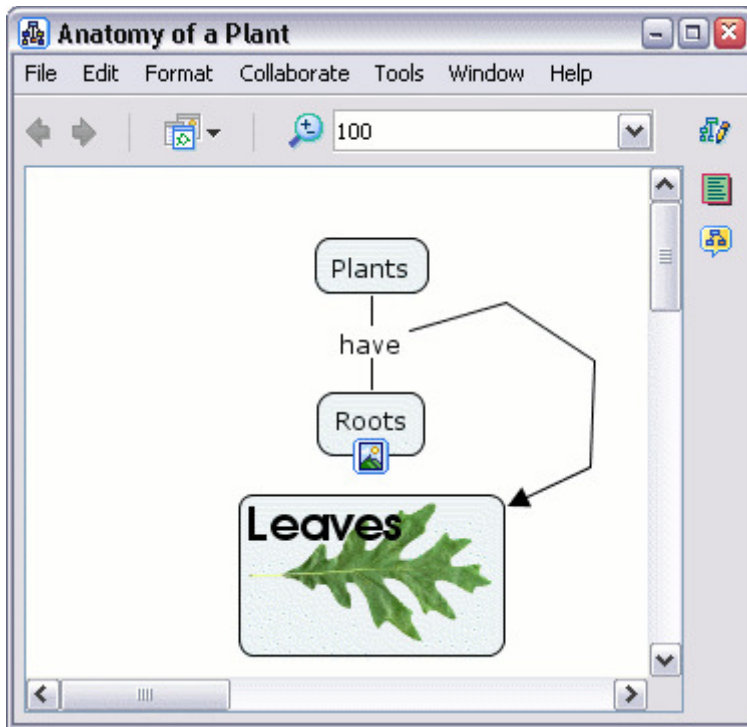 Anatomy of a Plant
File Edit Format Collaborate Tools Window Help
100
Plants
have
Roots
Leaves